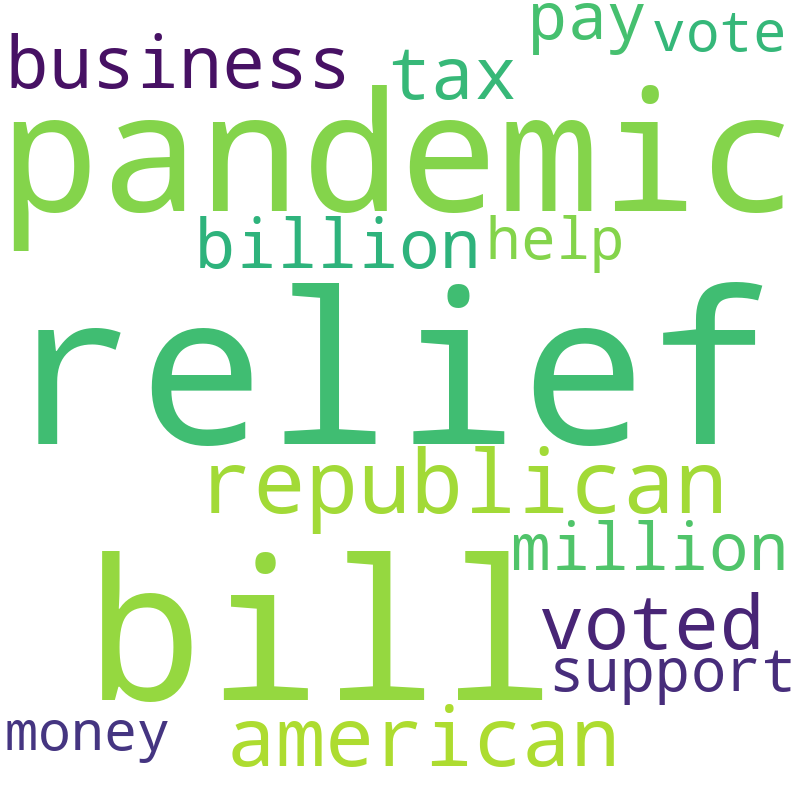 pay vote
business tax
pandemic
billion help
relief
republican
million
bill
voted
support
money american